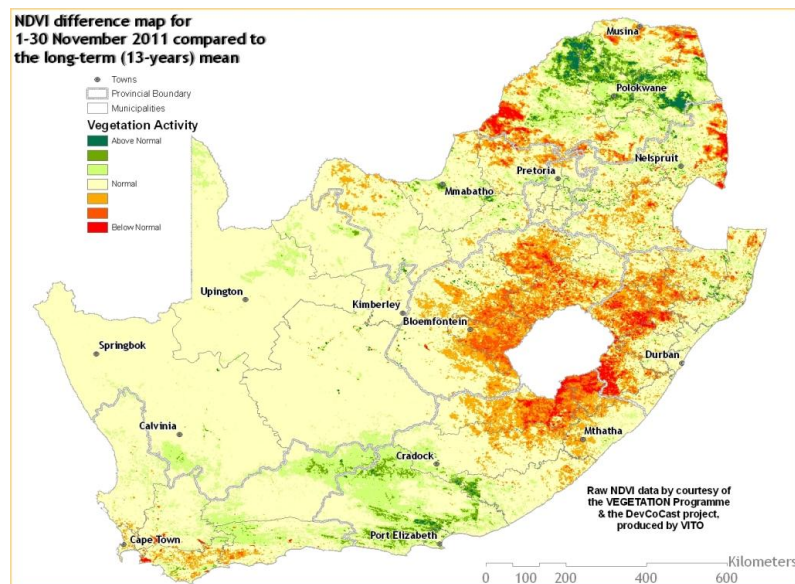 NDVI difference map for
1-30 November 2011 compared to
the long-term (13-years) mean
Towns
Provincial Boundary
Municipalities
Vegetation Activity
Above Normal
Normal
Below Normal
Musina
Polokwane
Nelspruit
Pretoria
Mmabatho
Upington
Kimberley
Bloemfontein
Springbok
Durban
Calvinia
Mthatha
Cradock
Cape Town
Port Elizabeth
Raw NDVI data by courtesy of
the VEGETATION Programme
& the DevCoCast project,
produced by VITO
Kilometers
0 100 200 400 600